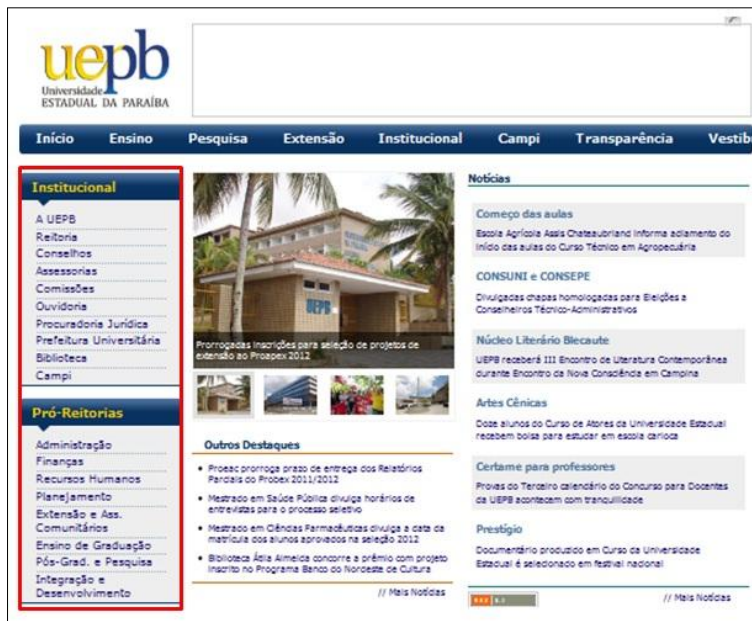 uepb
Universidade
ESTADUAL DA PARAÍBA
Início Ensino Pesquisa Extensão Institucional Campi Transparência Vestib
Institucional
A UEPB
Reitoria
Conselhos
Assessorias
Comissões
Ouvidoria
Procuradoria Jurídica
Prefeitura Universitária
Biblioteca
Campi
Pró-Reitorias
Administração
Finanças
Recursos Humanos
Planejamento
Extensão e Ass.
Comunitários
Ensino de Graduação
Pós-Grad. e Pesquisa
Integração e
Desenvolvimento
UEPB
Prorrogadas inscrições para seleção de projetos de
extensão ao Proapex 2012
Outros Destaques
Proeac prorroga prazo de entrega dos Relatórios
Parciais do Probex 2011/2012
Mestrado em Saúde Pública divulga horários de
entrevistas para o processo seletivo
Mestrado em Ciências Farmacêuticas divulga a data da
matrícula dos alunos aprovados na seleção 2012
Biblioteca Átila Almeida concorre a prêmio com projeto
inscrito no Programa Banco do Nordeste de Cultura
// Mais Notícias
Notícias
Começo das aulas
Escola Agrícola Assis Chateaubriand informa adiamento do
início das aulas do Curso Técnico em Agropecuária
CONSUNI e CONSEPE
Divulgadas chapas homologadas para Eleições a
Conselheiros Técnico-Administrativos
Núcleo Literário Blecaute
UEPB receberá III Encontro de Literatura Contemporânea
durante Encontro da Nova Consciência em Campina
Artes Cênicas
Doze alunos do Curso de Atores da Universidade Estadual
recebem bolsa para estudar em escola carioca
Certame para professores
Provas do Terceiro calendário do Concurso para Docentes
da UEPB acontecem com tranquilidade
Prestígio
Documentário produzido em Curso da Universidade
Estadual é selecionado em festival nacional
// Mais Notícias